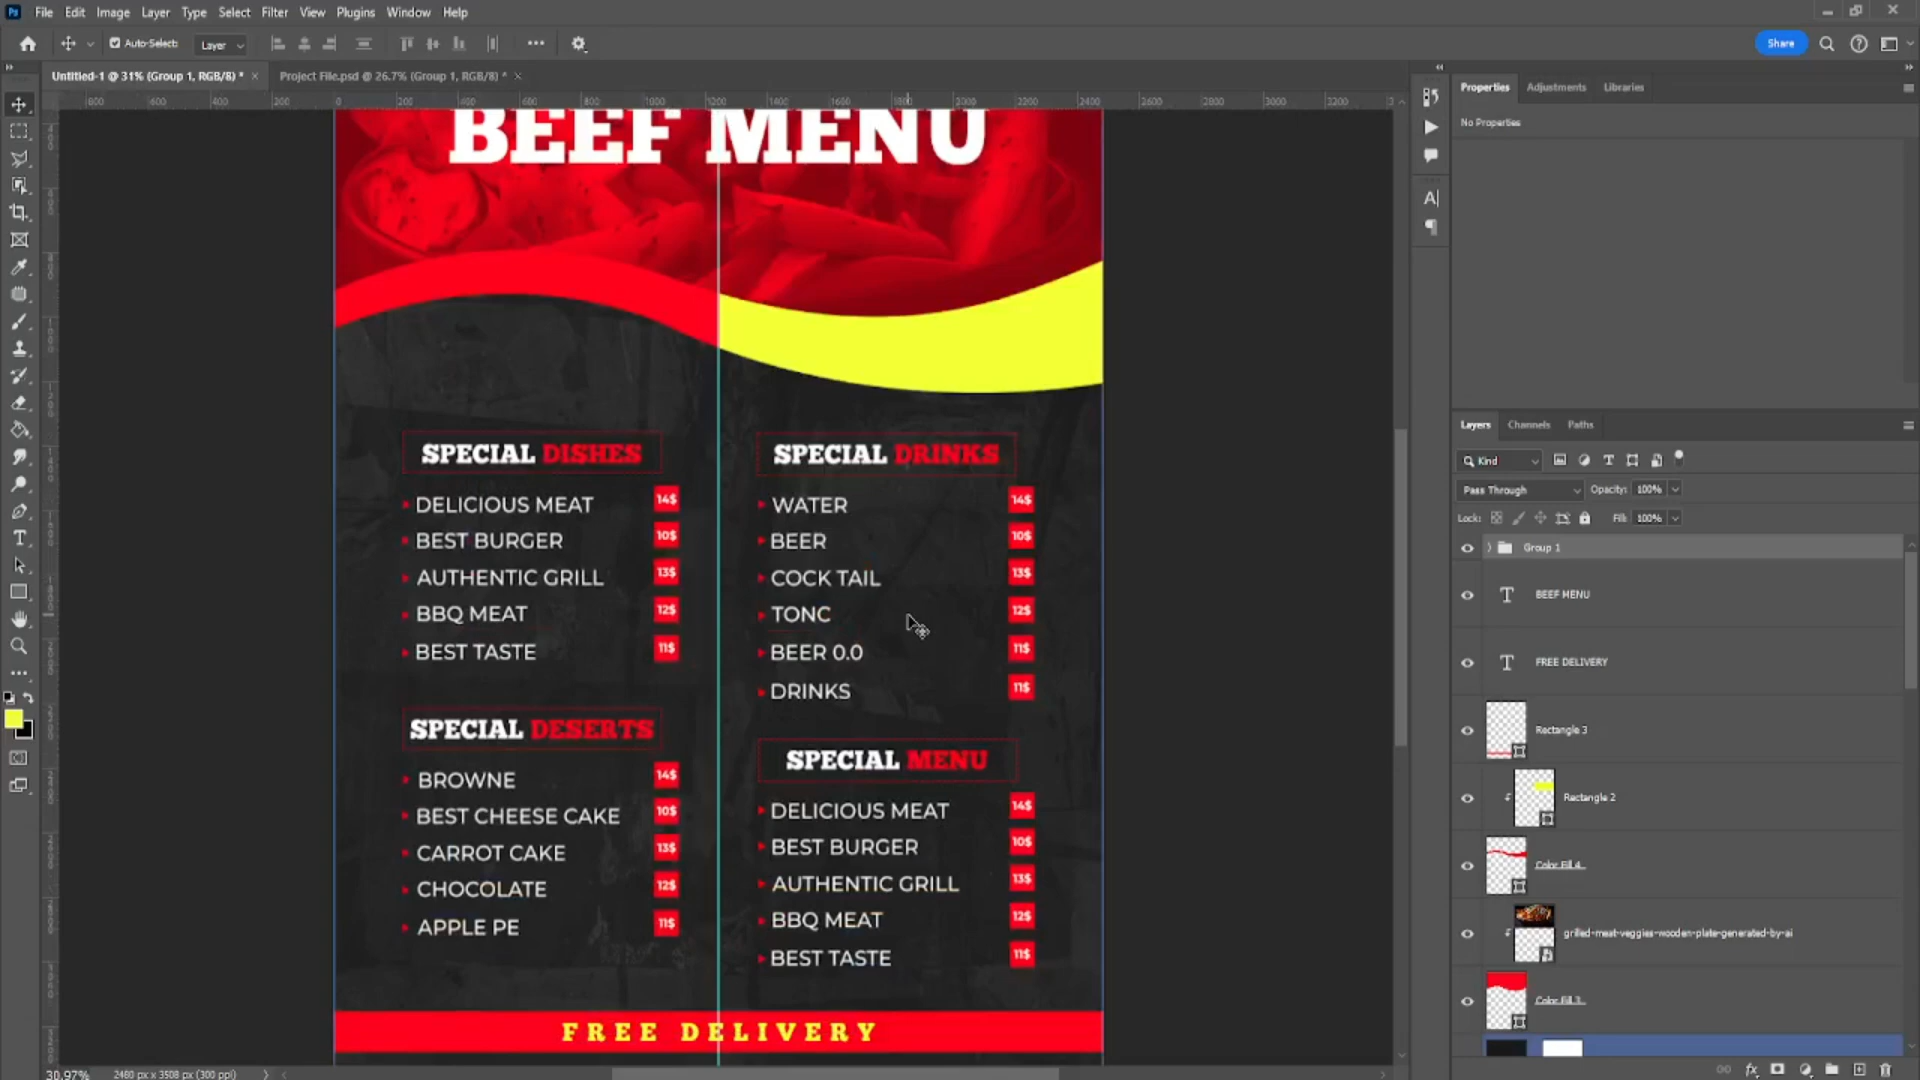 Ps File Edit Image Layer Type Select Filter View Plugins Window Help
Auto-Select: Layer Share
Untitled-1 @ 31% (Group 1, RGB/8) * × Project File.psd @ 26.7% (Group 1, RGB/8) * ×
BEEF MENU
SPECIAL DISHES
DELICIOUS MEAT 14$
BEST BURGER 10$
AUTHENTIC GRILL 13$
BBQ MEAT 12$
BEST TASTE 11$
SPECIAL DESERTS
BROWNE 14$
BEST CHEESE CAKE 10$
CARROT CAKE 13$
CHOCOLATE 12$
APPLE PE 11$
SPECIAL DRINKS
WATER 14$
BEER 10$
COCK TAIL 13$
TONC 12$
BEER 0.0 11$
DRINKS 11$
SPECIAL MENU
DELICIOUS MEAT 14$
BEST BURGER 10$
AUTHENTIC GRILL 13$
BBQ MEAT 12$
BEST TASTE 11$
FREE DELIVERY
30.97% 2480 px x 3508 px (300 ppi)
Properties Adjustments Libraries
No Properties
Layers Channels Paths
Kind
Pass Through Opacity: 100%
Lock: Fill: 100%
Group 1
BEEF MENU
FREE DELIVERY
Rectangle 3
Rectangle 2
Color Fill 4
grilled-meat-veggies-wooden-plate-generated-by-ai
Color Fill 3